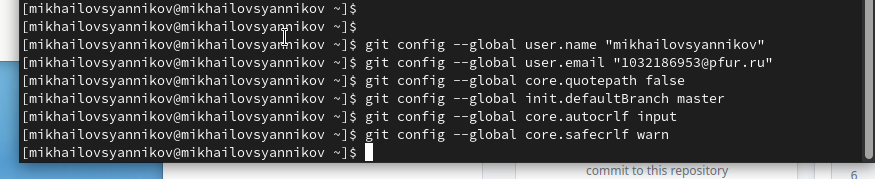 [mikhailovsyannikov@mikhailovsyannikov ~]$
[mikhailovsyannikov@mikhailovsyannikov ~]$
[mikhailovsyannikov@mikhailovsyannikov ~]$ git config --global user.name "mikhailovsyannikov"
[mikhailovsyannikov@mikhailovsyannikov ~]$ git config --global user.email "1032186953@pfur.ru"
[mikhailovsyannikov@mikhailovsyannikov ~]$ git config --global core.quotepath false
[mikhailovsyannikov@mikhailovsyannikov ~]$ git config --global init.defaultBranch master
[mikhailovsyannikov@mikhailovsyannikov ~]$ git config --global core.autocrlf input
[mikhailovsyannikov@mikhailovsyannikov ~]$ git config --global core.safecrlf warn
[mikhailovsyannikov@mikhailovsyannikov ~]$
commit to this repository
6